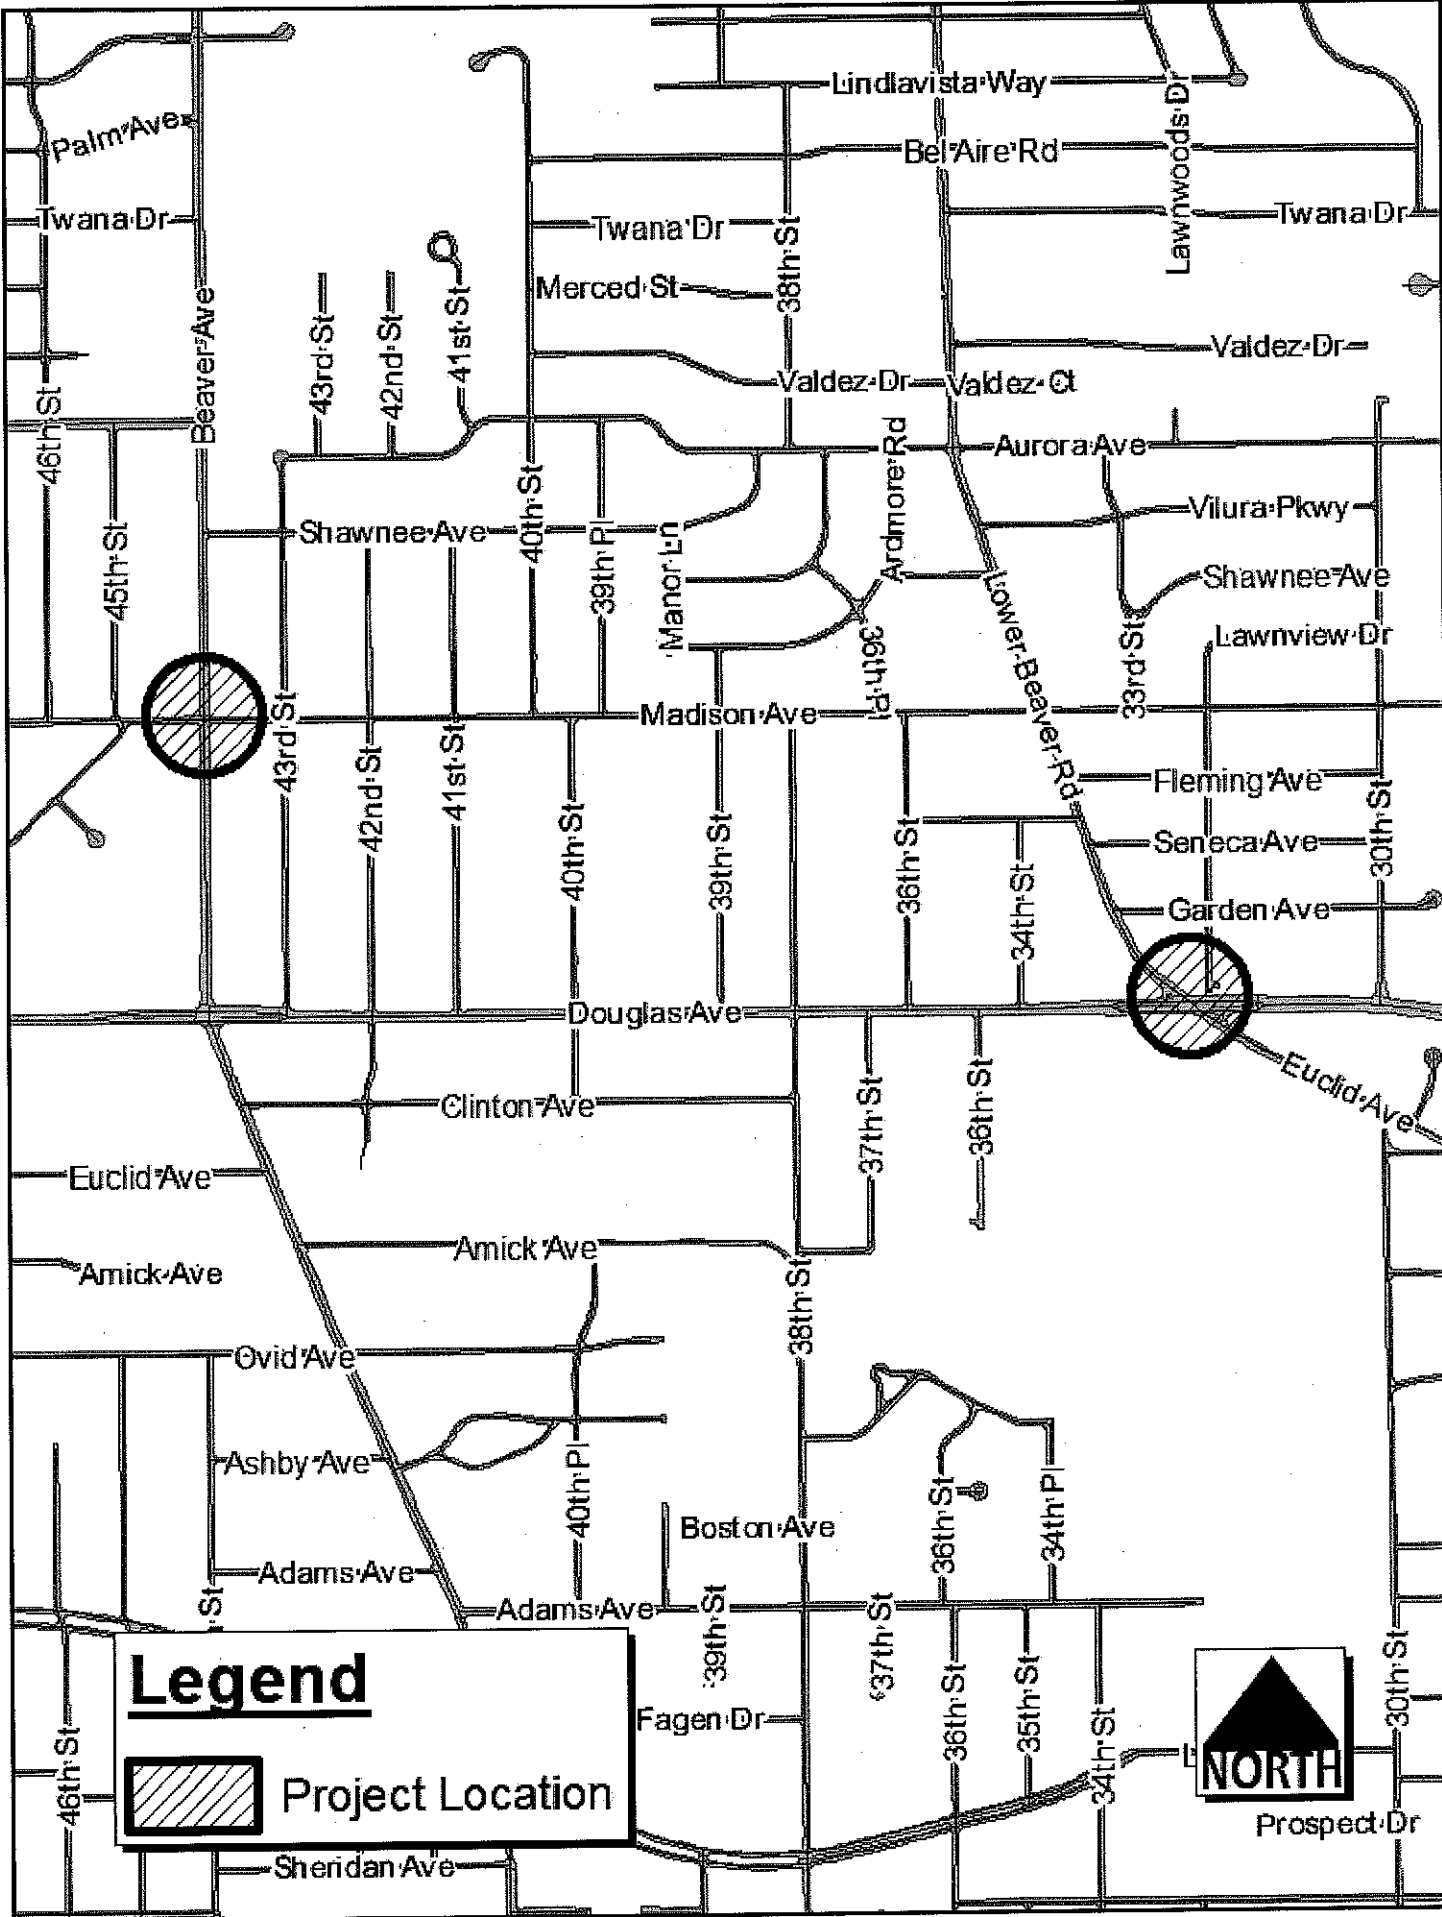 Lindlavista Way
Lawnwoods Dr
Palm Ave
Bel Aire Rd
Twana Dr
Twana Dr
Twana Dr
38th St
41st St
Merced St
Beaver Ave
43rd St
42nd St
Valdez Dr
Valdez Dr
Valdez Ct
46th St
Ardmore Rd
Aurora Ave
40th St
Vilura Pkwy
Shawnee Ave
45th St
39th Pl
Manor Ln
Shawnee Ave
Lower Beaver Rd
36th Pl
33rd St
Lawnview Dr
43rd St
Madison Ave
42nd St
41st St
40th St
39th St
36th St
34th St
Fleming Ave
30th St
Seneca Ave
Garden Ave
Douglas Ave
Euclid Ave
37th St
36th St
Clinton Ave
Euclid Ave
Amick Ave
Amick Ave
38th St
Ovid Ave
Ashby Ave
40th Pl
36th St
34th Pl
Boston Ave
Adams Ave
St
Adams Ave
39th St
37th St
Legend
Project Location
46th St
Fagen Dr
36th St
35th St
34th St
30th St
NORTH
Prospect Dr
Sheridan Ave